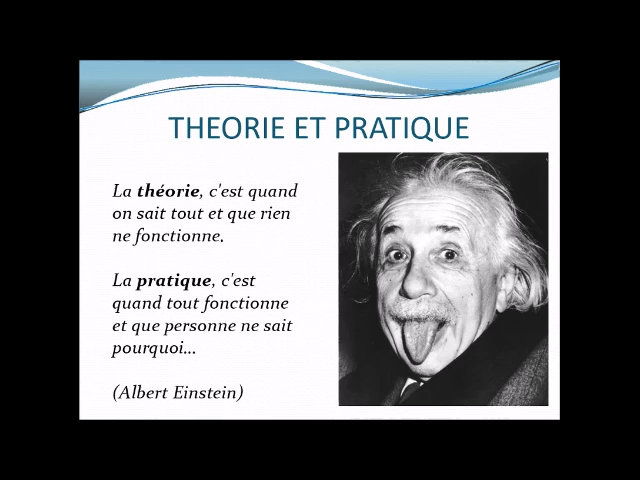 THEORIE ET PRATIQUE
La théorie, c'est quand
on sait tout et que rien
ne fonctionne.
La pratique, c'est
quand tout fonctionne
et que personne ne sait
pourquoi...
(Albert Einstein)